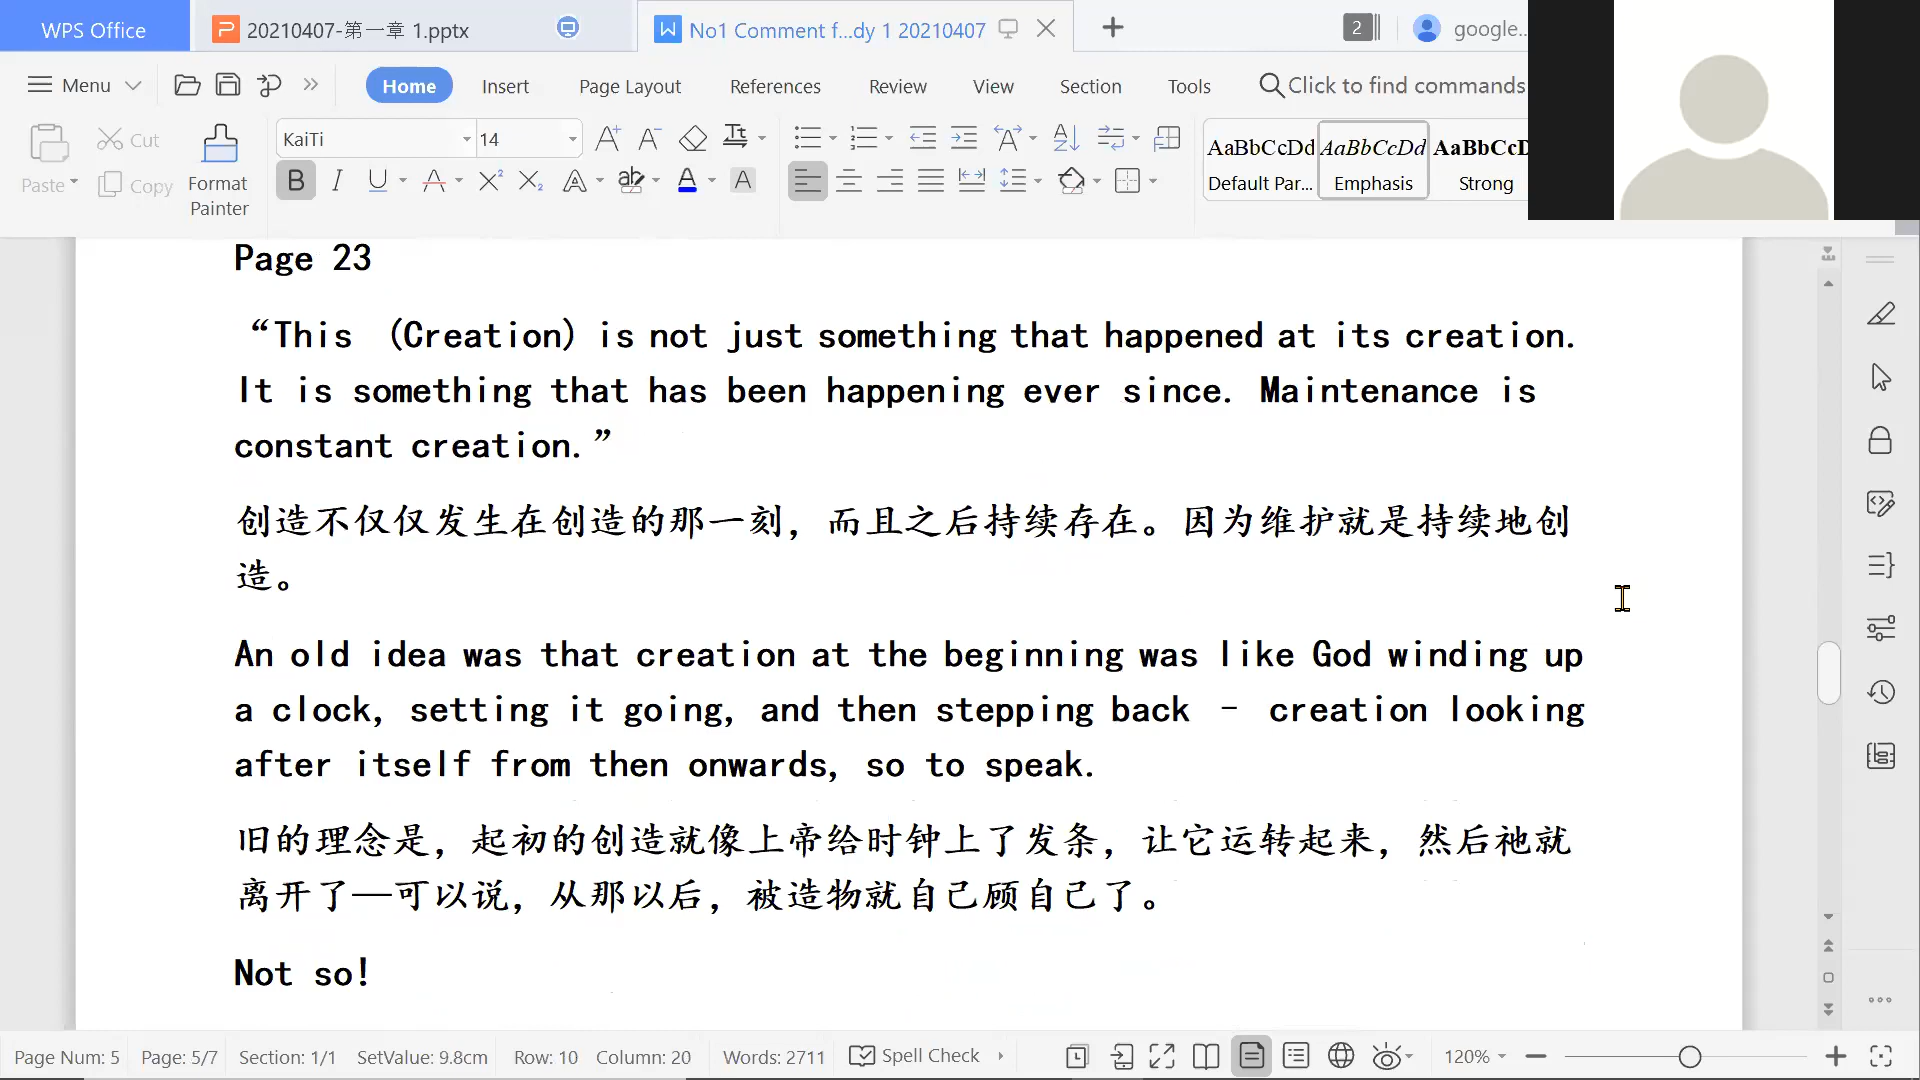 WPS Office
20210407-第一章 1.pptx
No1 Comment f...dy 1 20210407
2
google...
Menu
Home
Insert
Page Layout
References
Review
View
Section
Tools
Click to find commands
Paste
Cut
Copy
Format
Painter
KaiTi
14
AaBbCcDd
Default Par...
AaBbCcDd
Emphasis
AaBbCcD
Strong
Page 23
“This (Creation) is not just something that happened at its creation.
It is something that has been happening ever since. Maintenance is
constant creation.”
创造不仅仅发生在创造的那一刻，而且之后持续存在。因为维护就是持续地创
造。
An old idea was that creation at the beginning was like God winding up
a clock, setting it going, and then stepping back – creation looking
after itself from then onwards, so to speak.
旧的理念是，起初的创造就像上帝给时钟上了发条，让它运转起来，然后祂就
离开了—可以说，从那以后，被造物就自己顾自己了。
Not so!
Page Num: 5
Page: 5/7
Section: 1/1
SetValue: 9.8cm
Row: 10
Column: 20
Words: 2711
Spell Check
120%